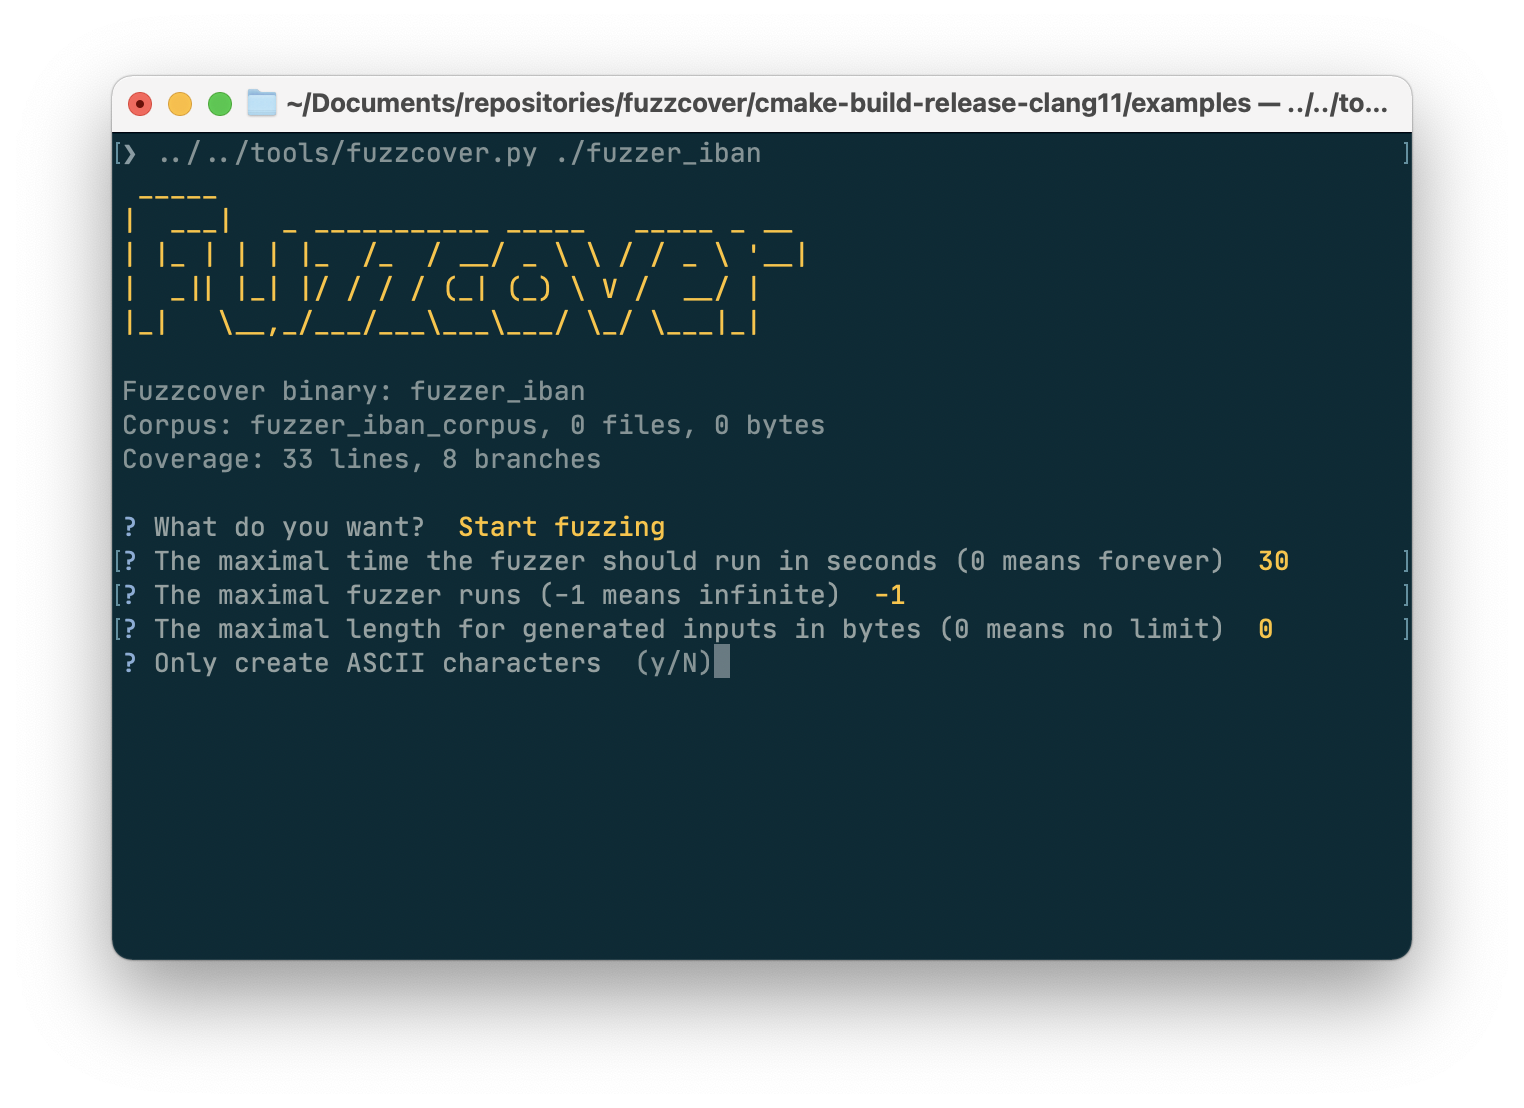 ~/Documents/repositories/fuzzcover/cmake-build-release-clang11/examples — ../../to...
[❯ ../../tools/fuzzcover.py ./fuzzer_iban ]
 _____
|  ___|   _ ___________ _____   _____ _ __
| |_ | | | |_  /_  / __/ _ \ \ / / _ \ '__|
|  _|| |_| |/ / / / (_| (_) \ V /  __/ |
|_|   \__,_/___/___\___\___/ \_/ \___|_|
Fuzzcover binary: fuzzer_iban
Corpus: fuzzer_iban_corpus, 0 files, 0 bytes
Coverage: 33 lines, 8 branches
? What do you want?  Start fuzzing
[? The maximal time the fuzzer should run in seconds (0 means forever)  30 ]
[? The maximal fuzzer runs (-1 means infinite)  -1 ]
[? The maximal length for generated inputs in bytes (0 means no limit)  0 ]
? Only create ASCII characters  (y/N)